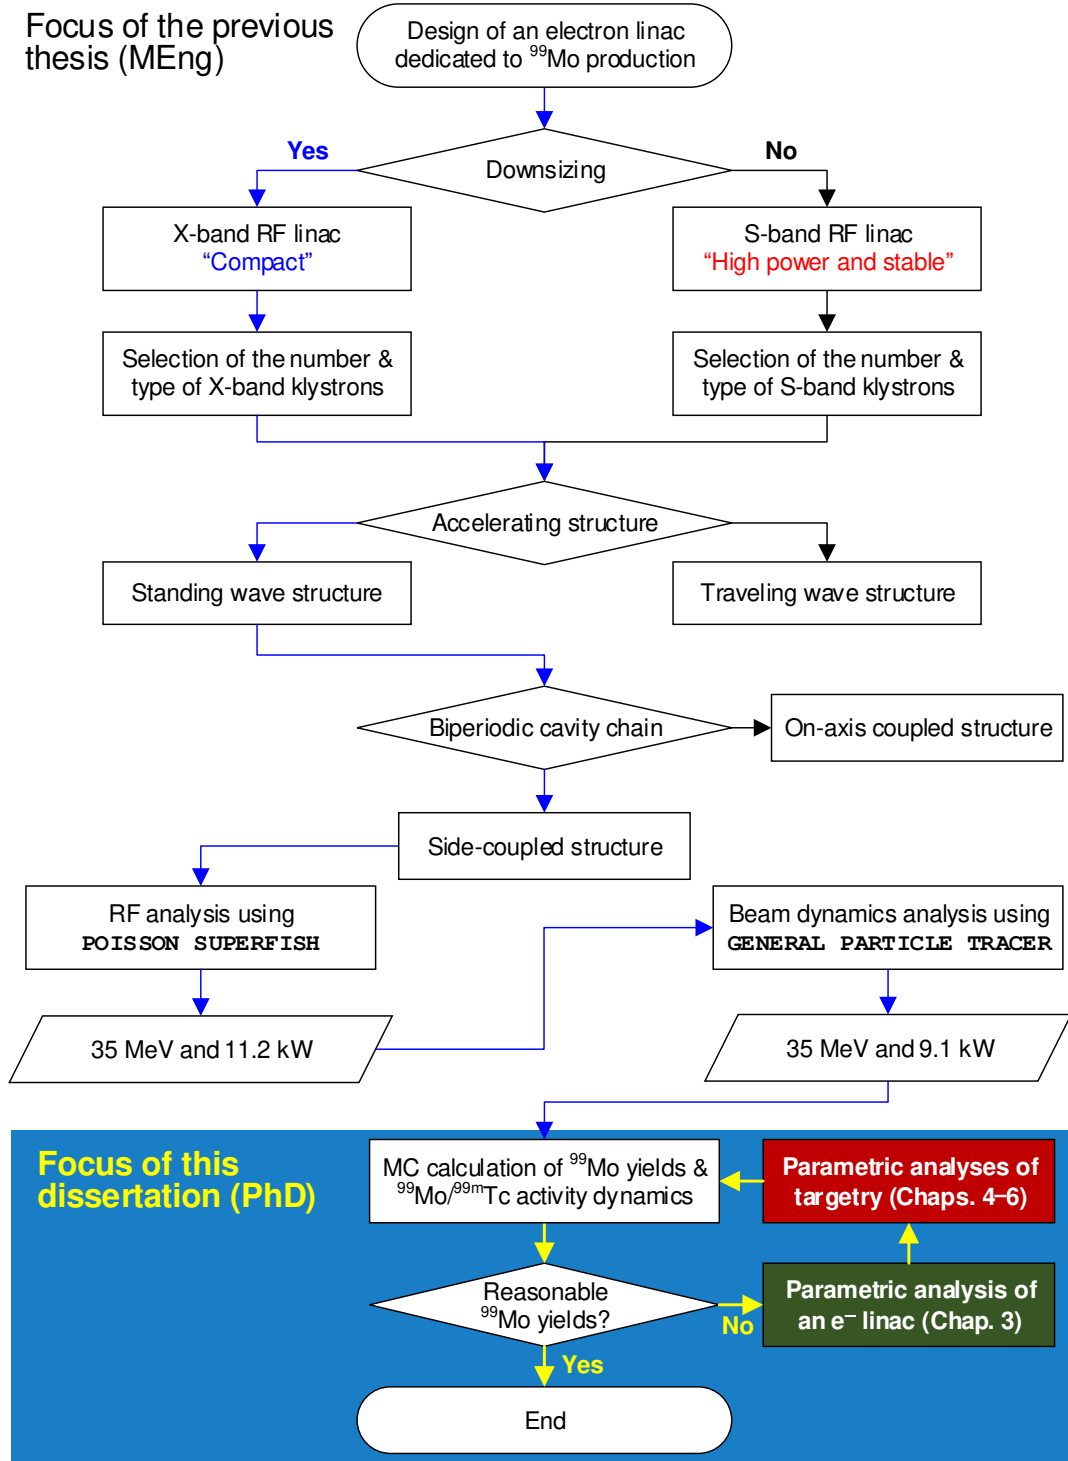 Focus of the previous
thesis (MEng)
Design of an electron linac
dedicated to ⁹⁹Mo production
Yes
No
Downsizing
X-band RF linac
“Compact”
S-band RF linac
“High power and stable”
Selection of the number &
type of X-band klystrons
Selection of the number &
type of S-band klystrons
Accelerating structure
Standing wave structure
Traveling wave structure
Biperiodic cavity chain
On-axis coupled structure
Side-coupled structure
RF analysis using
POISSON SUPERFISH
Beam dynamics analysis using
GENERAL PARTICLE TRACER
35 MeV and 11.2 kW
35 MeV and 9.1 kW
Focus of this
dissertation (PhD)
MC calculation of ⁹⁹Mo yields &
⁹⁹Mo/⁹⁹ᵐTc activity dynamics
Parametric analyses of
targetry (Chaps. 4–6)
Reasonable
⁹⁹Mo yields?
No
Parametric analysis of
an e⁻ linac (Chap. 3)
Yes
End